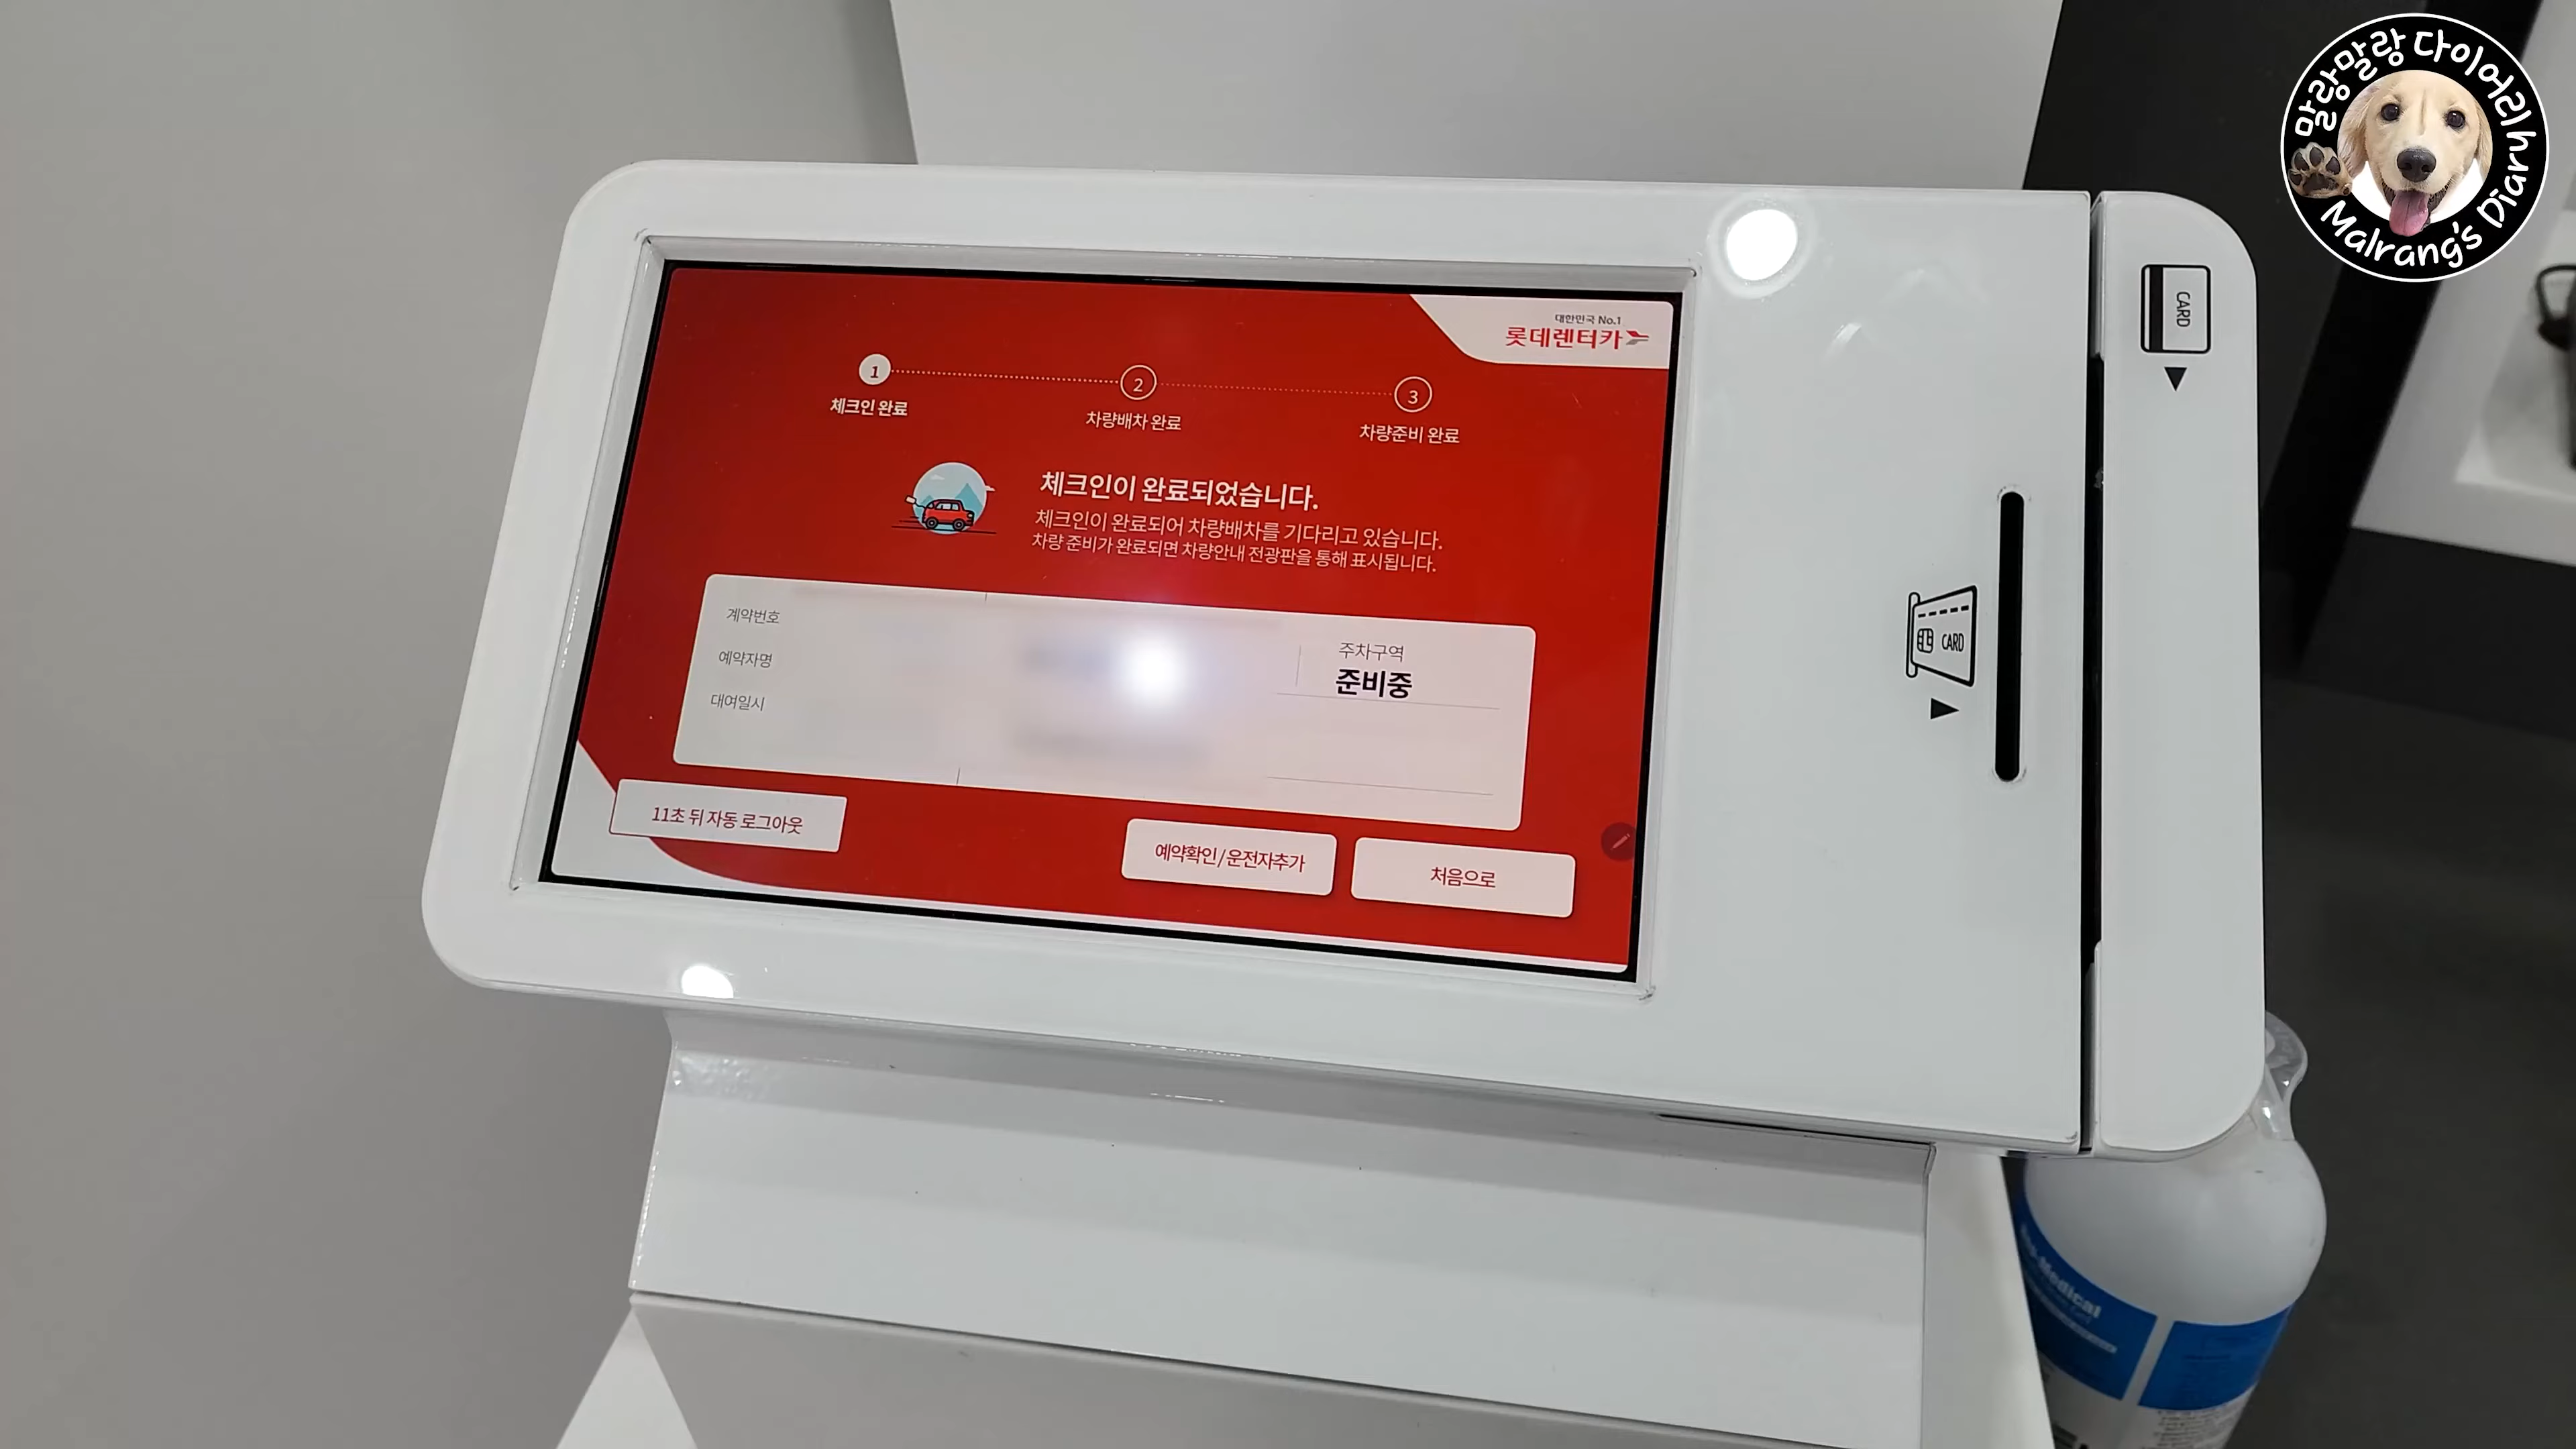 말랑말랑 다이어리
Malrang's Diary
CARD
대한민국 No.1
롯데렌터카
1
2
3
체크인 완료
차량배차 완료
차량준비 완료
체크인이 완료되었습니다.
체크인이 완료되어 차량배차를 기다리고 있습니다.
차량 준비가 완료되면 차량안내 전광판을 통해 표시됩니다.
계약번호
예약자명
대여일시
주차구역
준비중
11초 뒤 자동 로그아웃
예약확인/운전자추가
처음으로
CARD